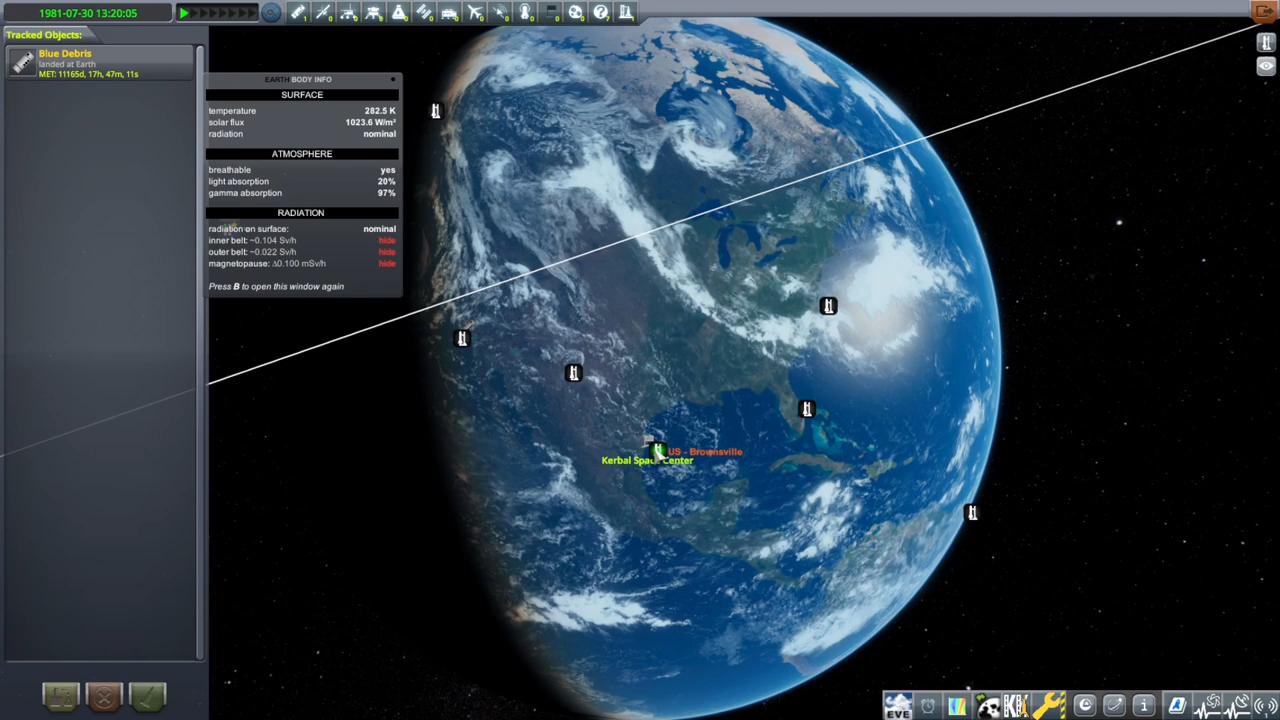 1981-07-30 13:20:05
Tracked Objects:
Blue Debris
landed at Earth
MET: 11165d, 17h, 47m, 11s
EARTH BODY INFO
SURFACE
temperature 282.5 K
solar flux 1023.6 W/m²
radiation nominal
ATMOSPHERE
breathable yes
light absorption 20%
gamma absorption 97%
RADIATION
radiation on surface: nominal
inner belt: ~0.104 Sv/h hide
outer belt: ~0.022 Sv/h hide
magnetopause: Δ0.100 mSv/h hide
Press B to open this window again
US - Brownsville
Kerbal Space Center
EVE